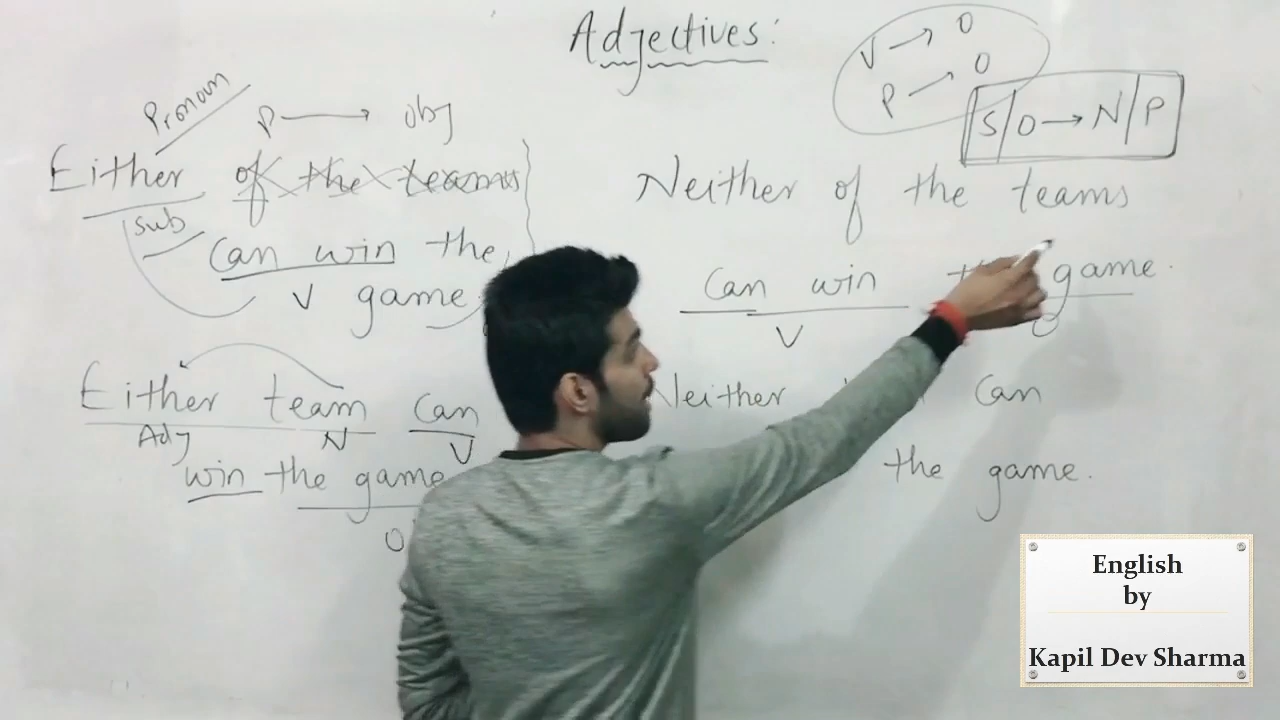 Adjectives:
V → O
P → O
S/O → N/P
Pronoun
P → obj
Either of the teams
sub
can win the
V game
Either team can
Adj N V
win the game
O
Neither of the teams
can win game.
V O
Neither can
the game.
English
by
Kapil Dev Sharma